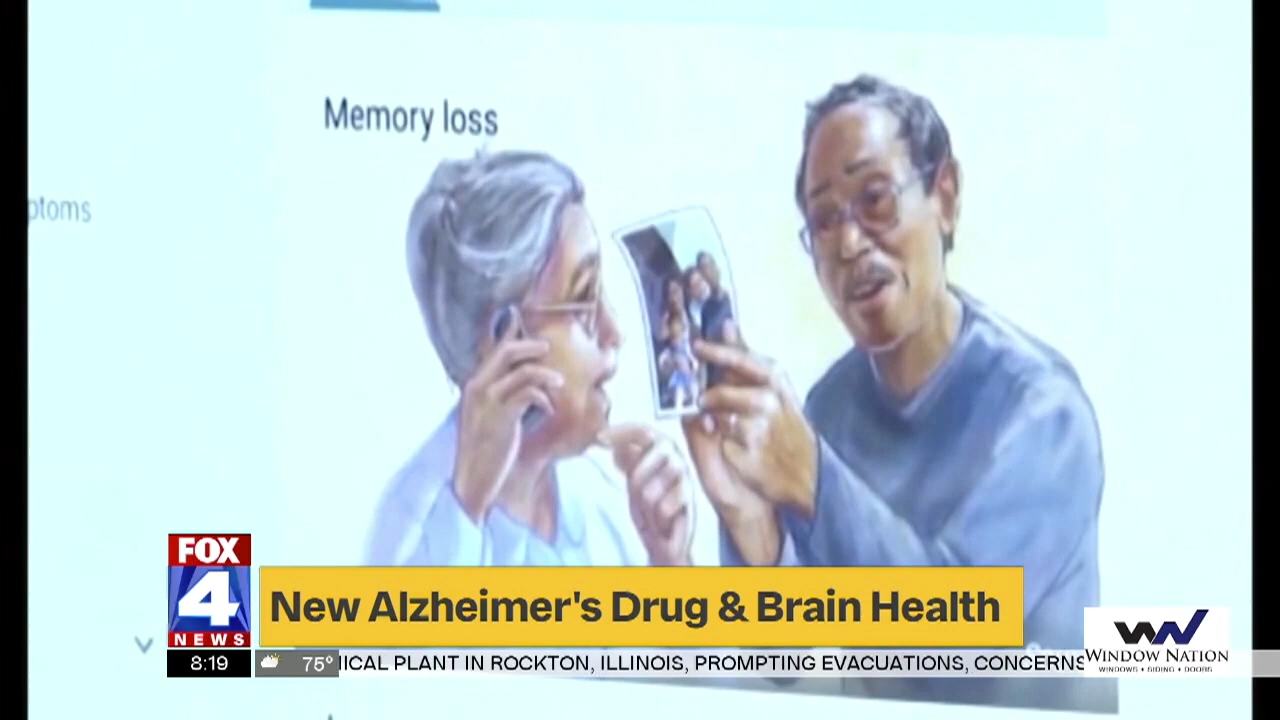 Memory loss
ptoms
FOX
4
NEWS
New Alzheimer's Drug & Brain Health
8:19
75°
ICAL PLANT IN ROCKTON, ILLINOIS, PROMPTING EVACUATIONS, CONCERNS
WINDOW NATION
WINDOWS • SIDING • DOORS